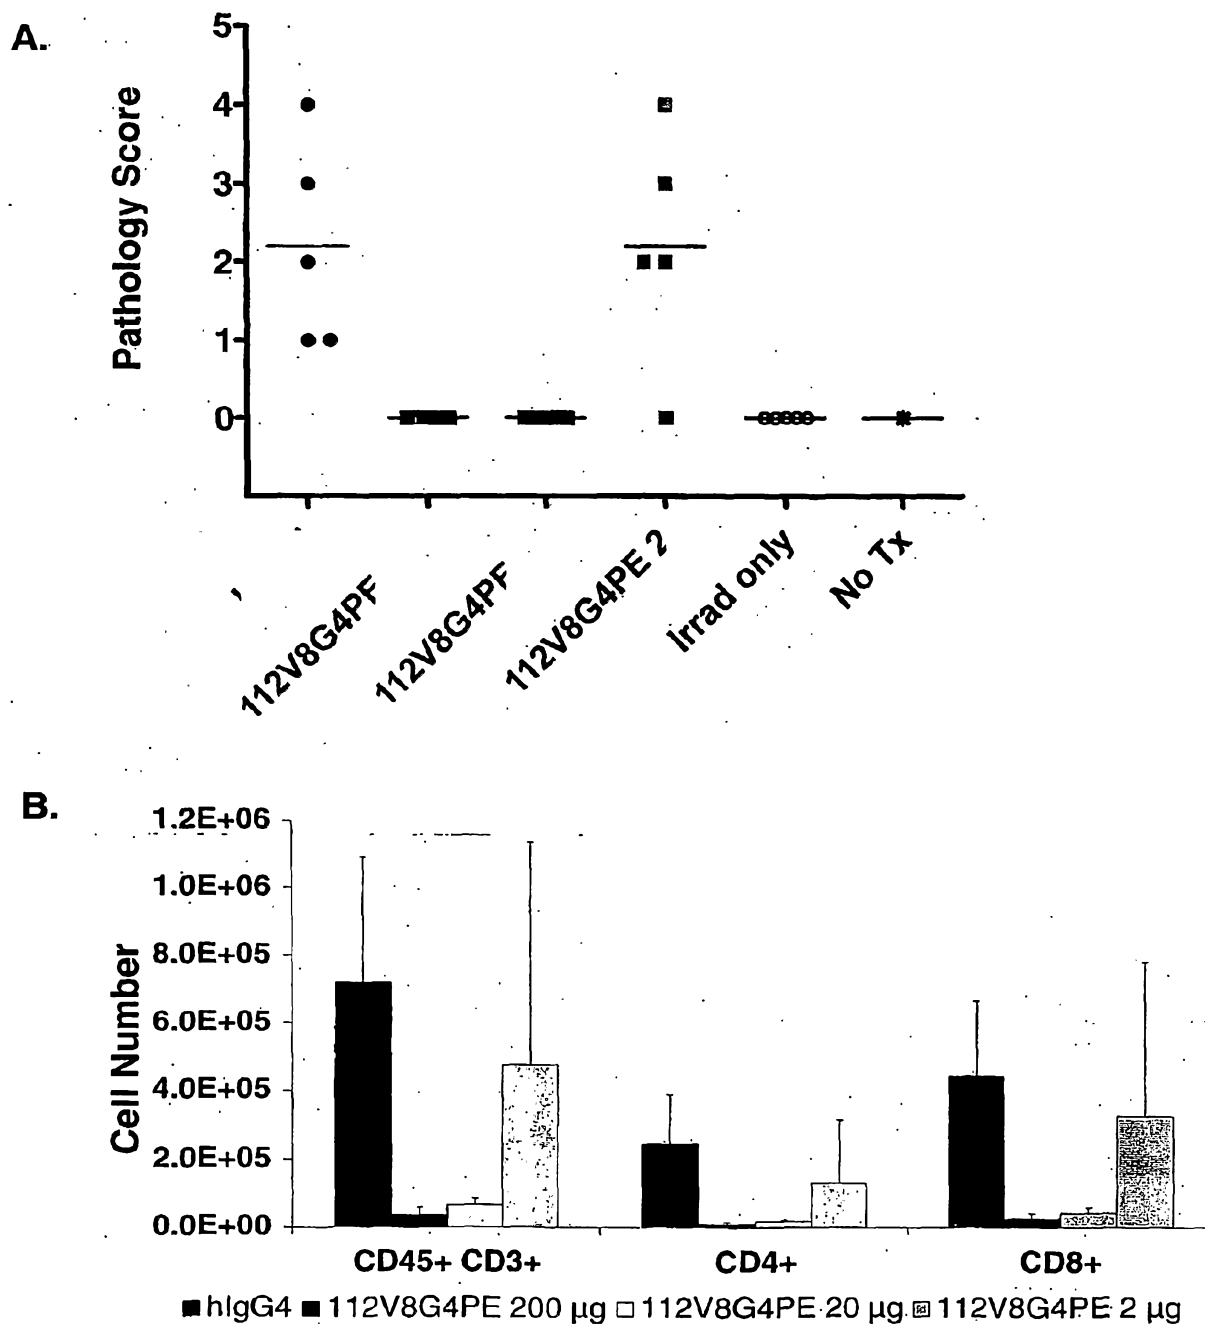 A.
Pathology Score
5
4
3
2
1
0
112V8G4PE
112V8G4PE
112V8G4PE 2
Irrad only
No Tx
B.
Cell Number
1.2E+06
1.0E+06
8.0E+05
6.0E+05
4.0E+05
2.0E+05
0.0E+00
CD45+ CD3+
CD4+
CD8+
hIgG4 112V8G4PE 200 µg 112V8G4PE 20 µg 112V8G4PE 2 µg